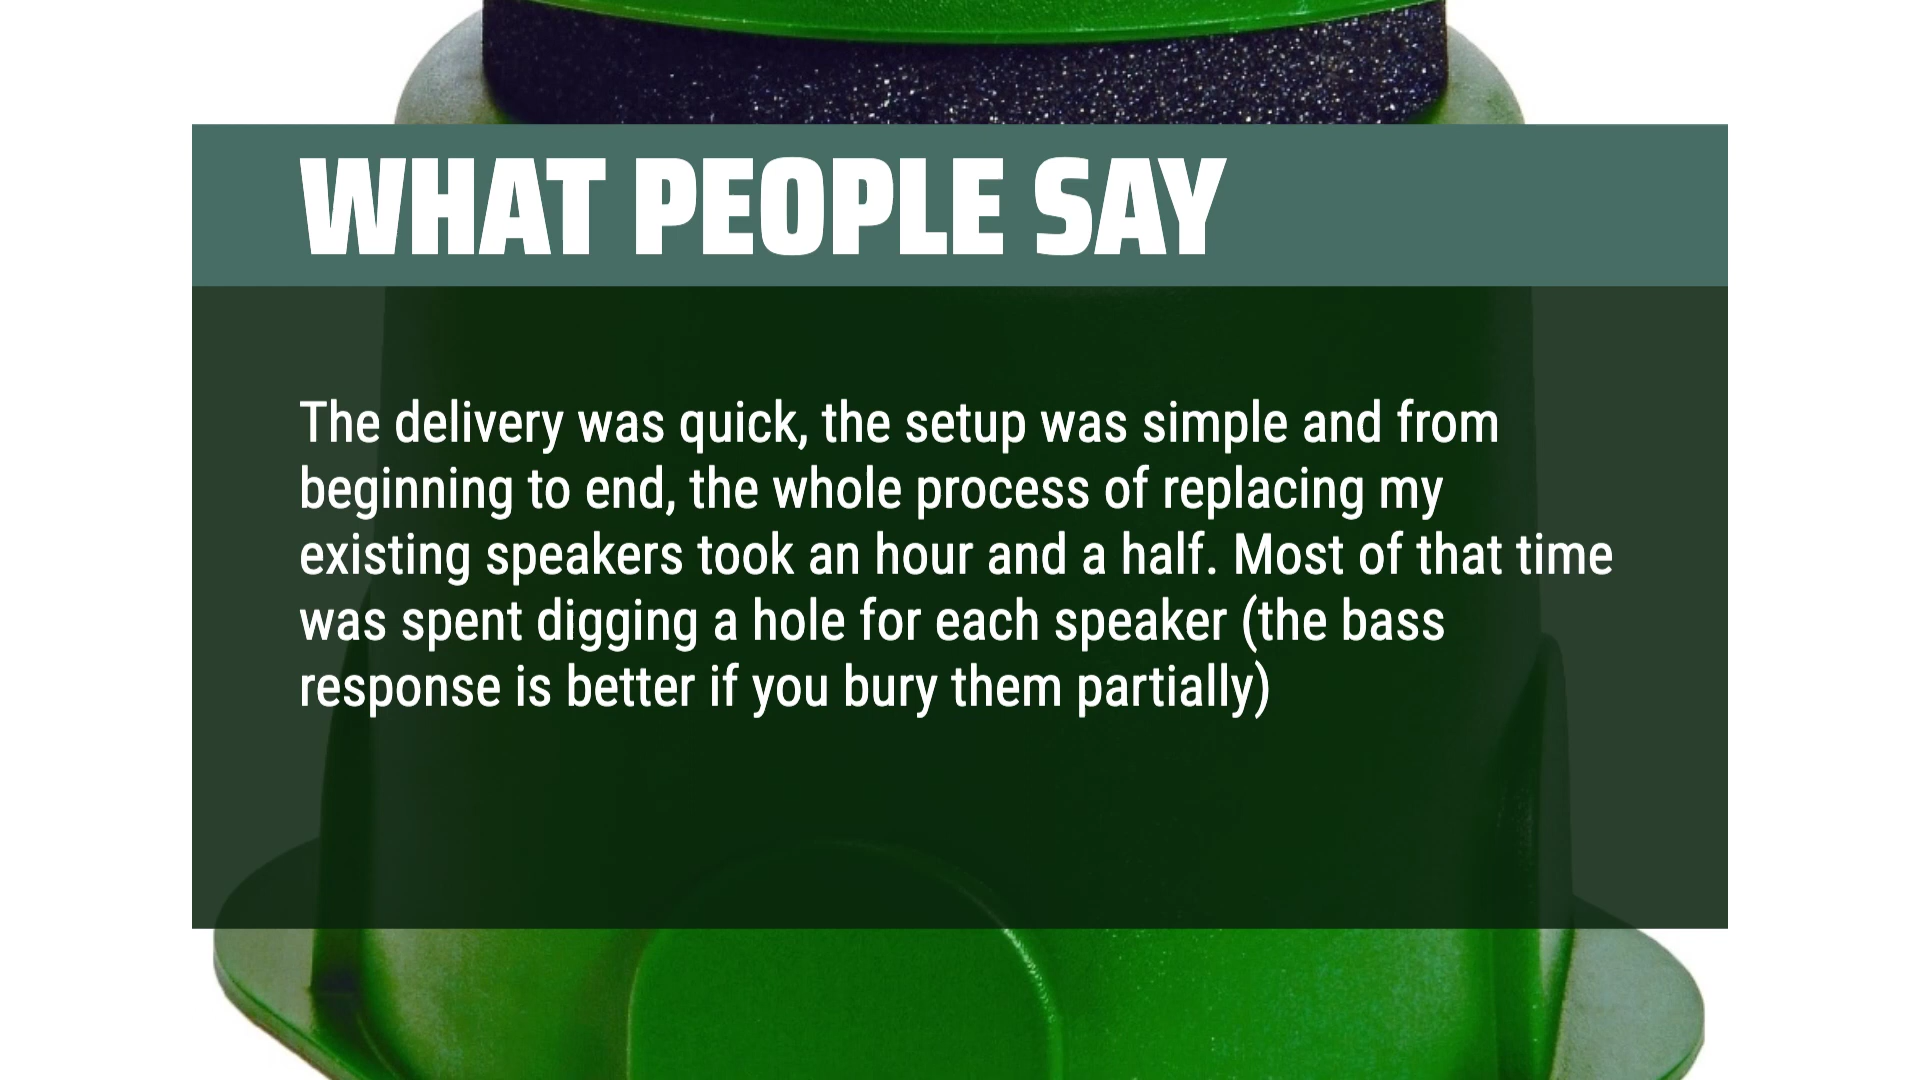 WHAT PEOPLE SAY
The delivery was quick, the setup was simple and from
beginning to end, the whole process of replacing my
existing speakers took an hour and a half. Most of that time
was spent digging a hole for each speaker (the bass
response is better if you bury them partially)